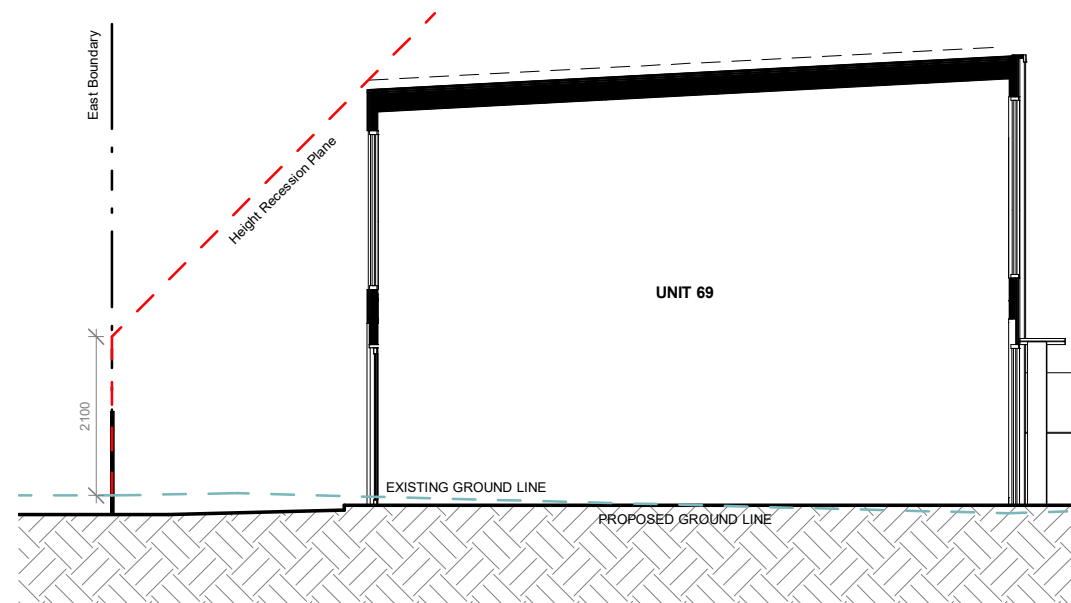 East Boundary
Height Recession Plane
UNIT 69
2100
EXISTING GROUND LINE
PROPOSED GROUND LINE